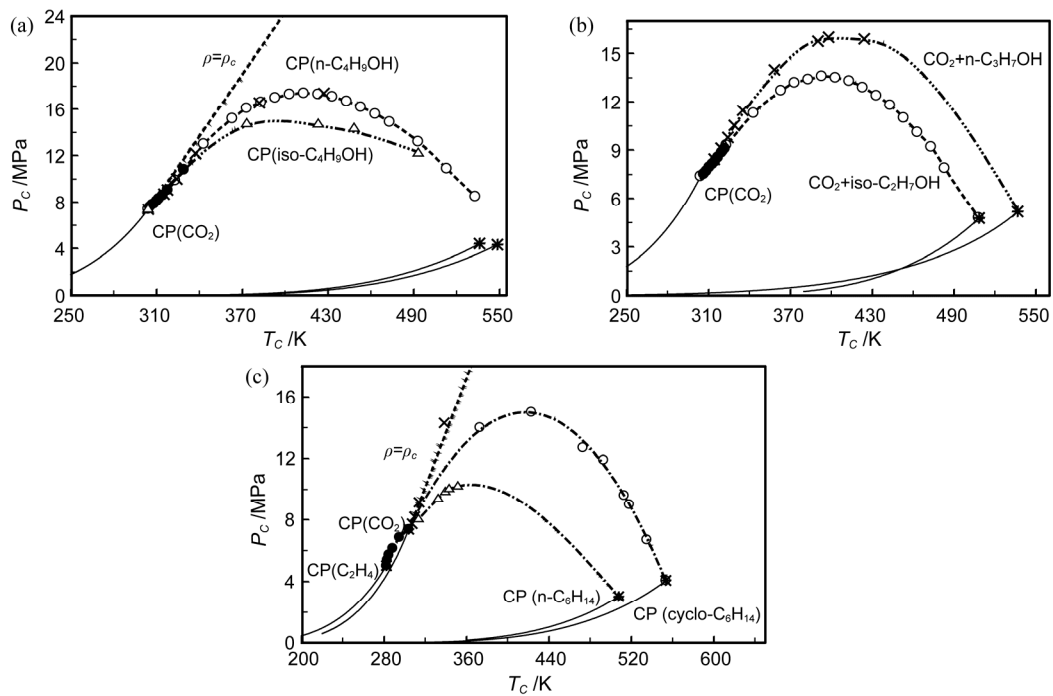 (a)
24
20
16
12
8
4
0
P_C /MPa
ρ=ρ_c
CP(n-C₄H₉OH)
CP(iso-C₄H₉OH)
CP(CO₂)
250 310 370 430 490 550
T_C /K
(b)
15
12
9
6
3
0
P_C /MPa
CO₂+n-C₃H₇OH
CP(CO₂)
CO₂+iso-C₂H₇OH
250 310 370 430 490 550
T_C /K
(c)
16
12
8
4
0
P_C /MPa
ρ=ρ_c
CP(CO₂)
CP(C₂H₄)
CP (n-C₆H₁₄)
CP (cyclo-C₆H₁₄)
200 280 360 440 520 600
T_C /K